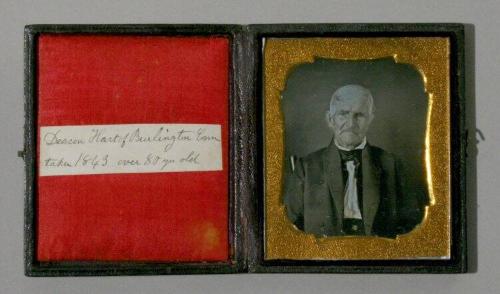 Deacon Hart of Burlington Conn
taken 1843 over 80 yrs old